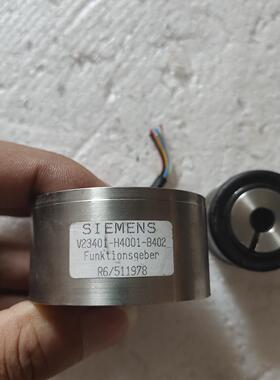 SIEMENS
V23401-H4001-B402
Funktionsgeber
R6/511978